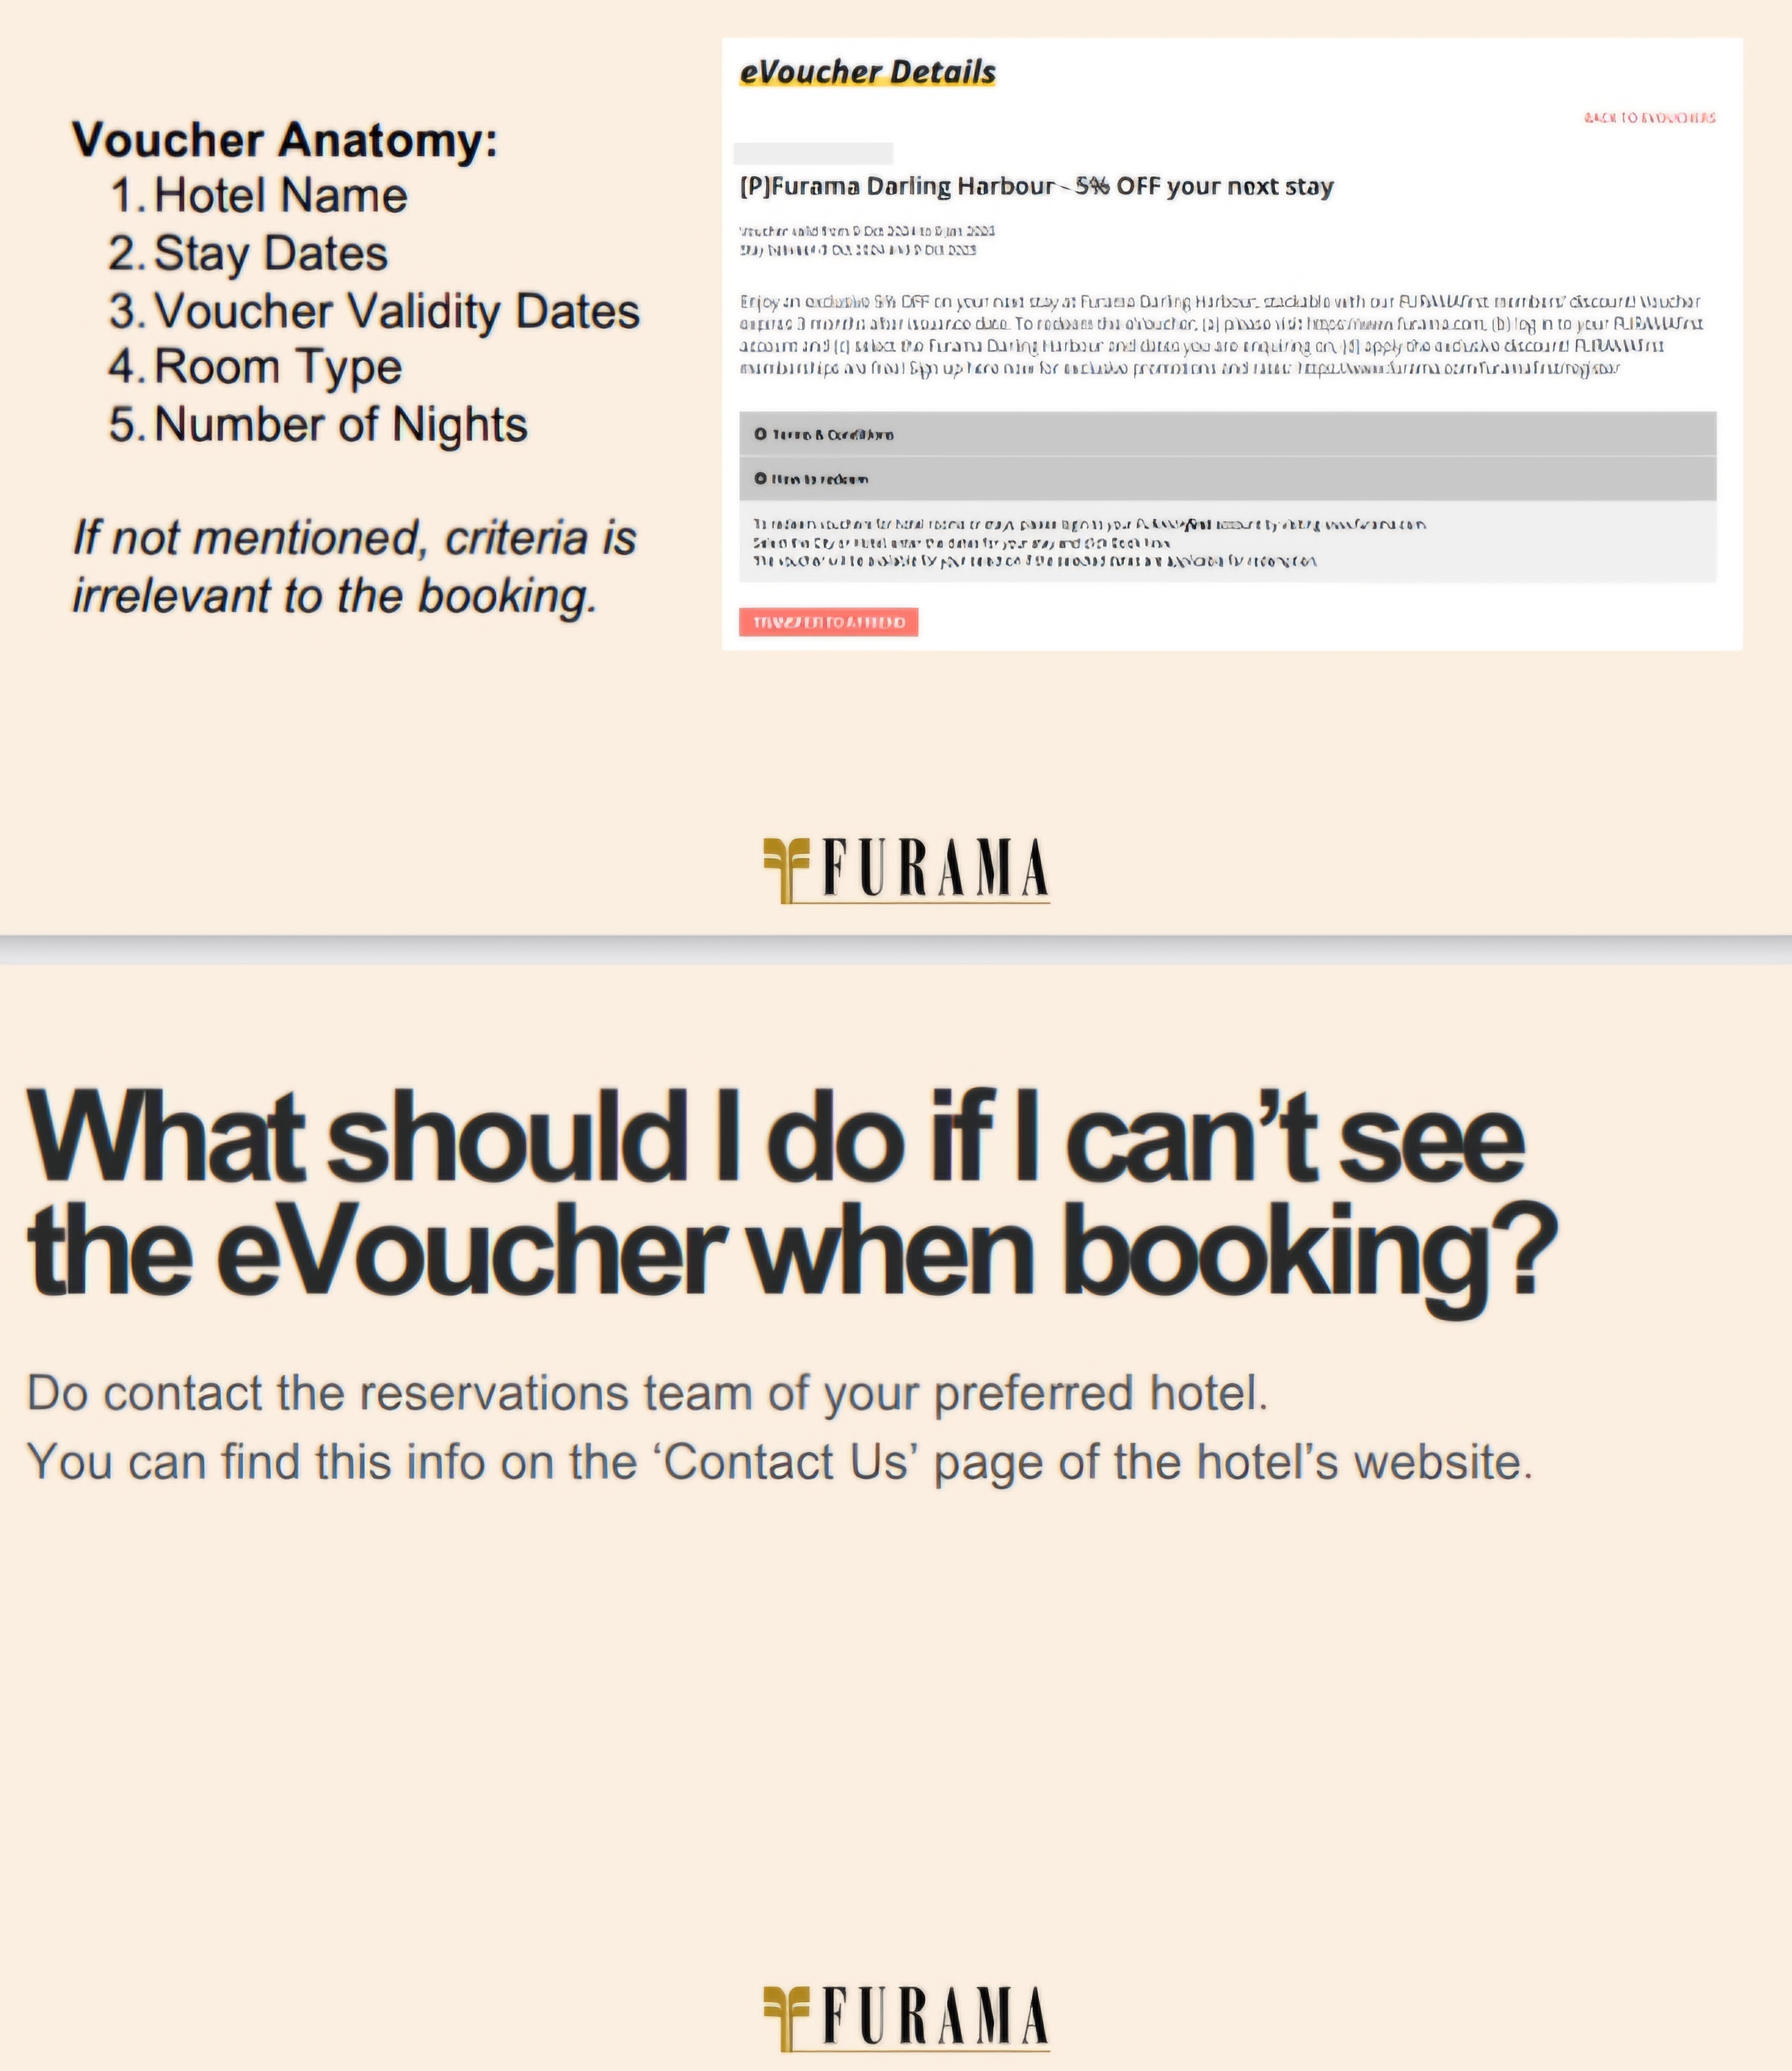 Voucher Anatomy:
1. Hotel Name
2. Stay Dates
3. Voucher Validity Dates
4. Room Type
5. Number of Nights
If not mentioned, criteria is
irrelevant to the booking.
eVoucher Details
BACK TO EVOUCHERS
[P]Furama Darling Harbour - 5% OFF your next stay
Voucher valid from
Enjoy an exclusive 5% OFF on your next stay at Furama Darling Harbour, stackable with our FURAMAfirst members' discount! Voucher
expires 3 months after issuance date. To redeem the eVoucher, (a) please visit https://www.furama.com, (b) log in to your FURAMAfirst
account and (c) select the Furama Darling Harbour and dates you are enquiring on, (d) apply the exclusive discount! FURAMAfirst
memberships are free! Sign up here now for exclusive promotions and rates:
Terms & Conditions
How to redeem
TRANSFER TO A FRIEND
FURAMA
What should I do if I can’t see
the eVoucher when booking?
Do contact the reservations team of your preferred hotel.
You can find this info on the ‘Contact Us’ page of the hotel’s website.
FURAMA